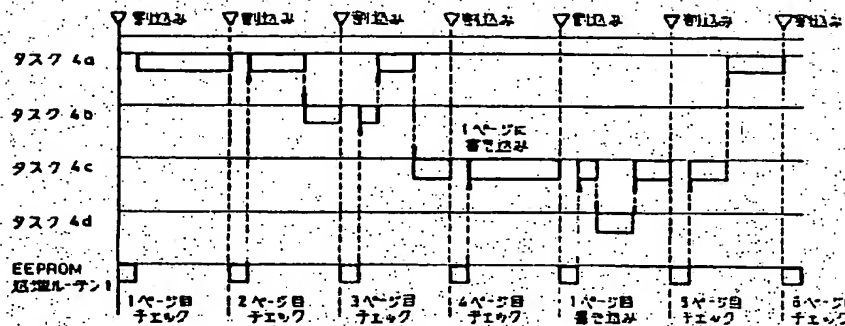 ▽割込み ▽割込み ▽割込み ▽割込み ▽割込み ▽割込み ▽割込み
タスク 4a
タスク 4b
1ページに
書き込み
タスク 4c
タスク 4d
EEPROM
処理ルーチン1
1ページ目
チェック
2ページ目
チェック
3ページ目
チェック
4ページ目
チェック
1ページ目
書き込み
5ページ目
チェック
6ページ目
チェック